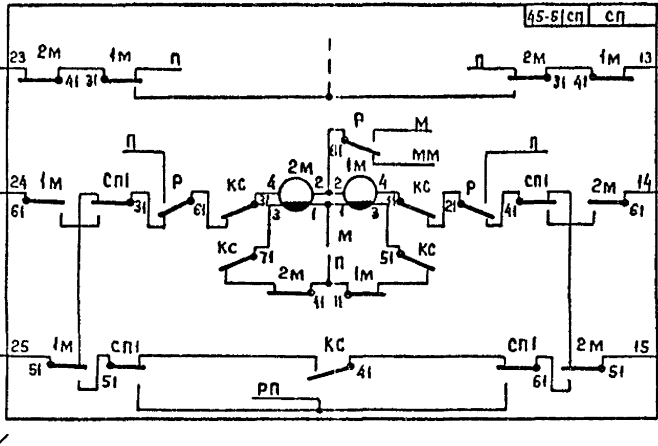 45-Б СП СП
23 2М 1М П П 2М 1М 13
41 31 31 41
Р М
П 81 ММ П
24 1М СП1 Р КС 4 2М 2 2 1М 4 КС Р СП1 2М 14
61 31 61 31 3 1 1 3 41 21 41 61
КС 71 М 51 КС
П
2М 1М
11 11
25 1М СП1 КС СП1 2М 15
51 51 41 61 51
РП